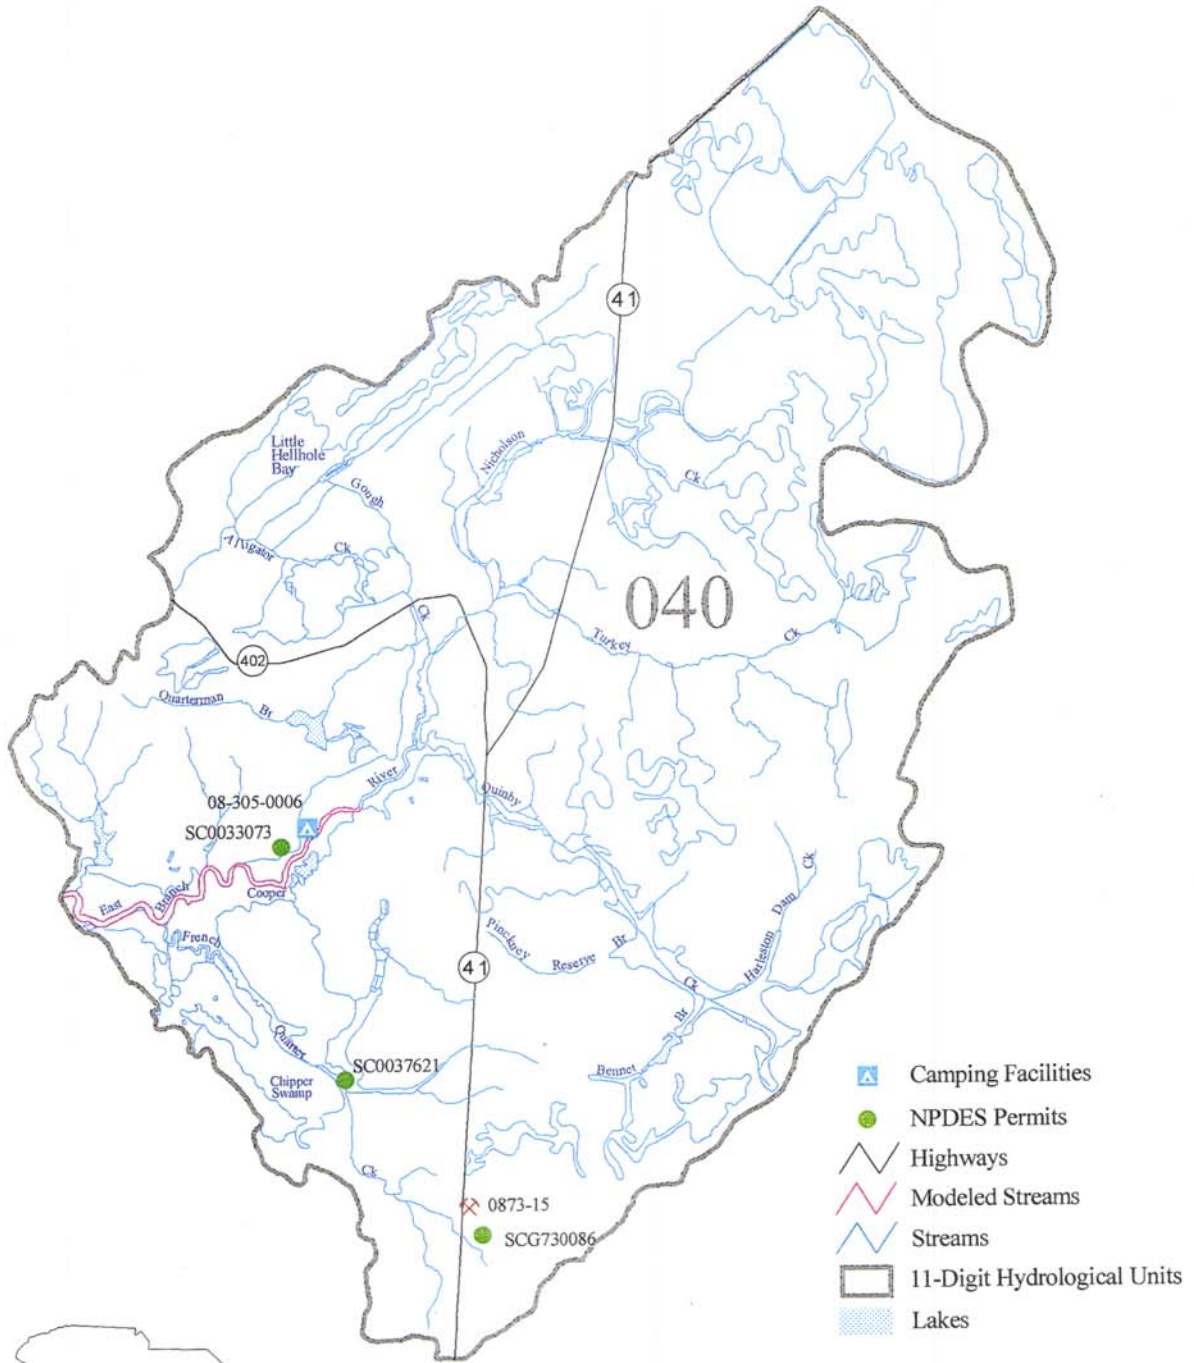 41
Little
Hellhole
Bay
Nicholson
Ck
Gough
Alligator
Ck
040
Ck
Turkey
Ck
402
Quarterman
Br
River
Quinby
08-305-0006
SC0033073
East
Branch
Cooper
French
Ck
Dam
Harleston
Pinckney
Reserve
Br
41
Ck
Br
Quarter
SC0037621
Bennet
Chipper
Swamp
Ck
0873-15
SCG730086
Camping Facilities
NPDES Permits
Highways
Modeled Streams
Streams
11-Digit Hydrological Units
Lakes